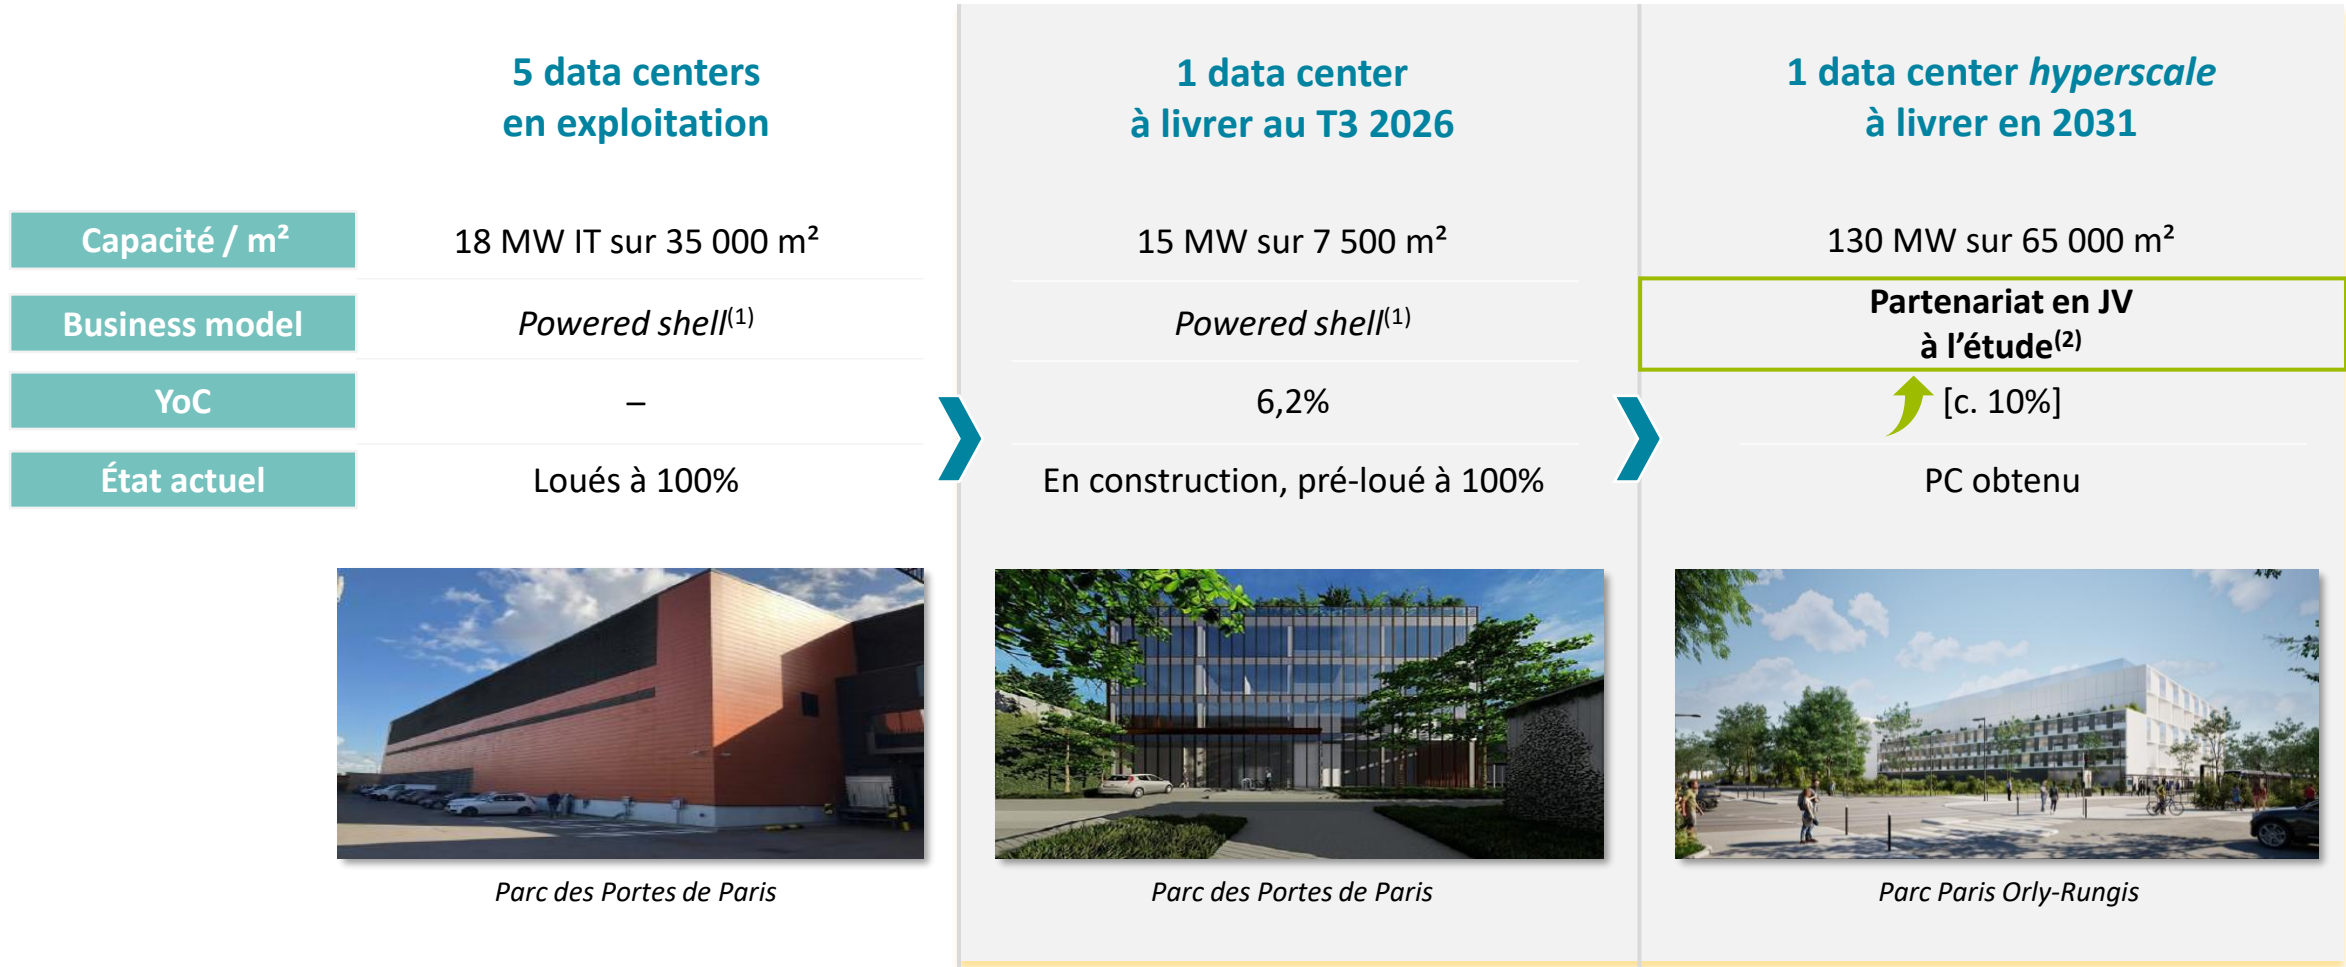 5 data centers
en exploitation
1 data center
à livrer au T3 2026
1 data center hyperscale
à livrer en 2031
Capacité / m²
18 MW IT sur 35 000 m²
15 MW sur 7 500 m²
130 MW sur 65 000 m²
Business model
Powered shell(1)
Powered shell(1)
Partenariat en JV
à l’étude(2)
YoC
–
6,2%
[c. 10%]
État actuel
Loués à 100%
En construction, pré-loué à 100%
PC obtenu
Parc des Portes de Paris
Parc des Portes de Paris
Parc Paris Orly-Rungis